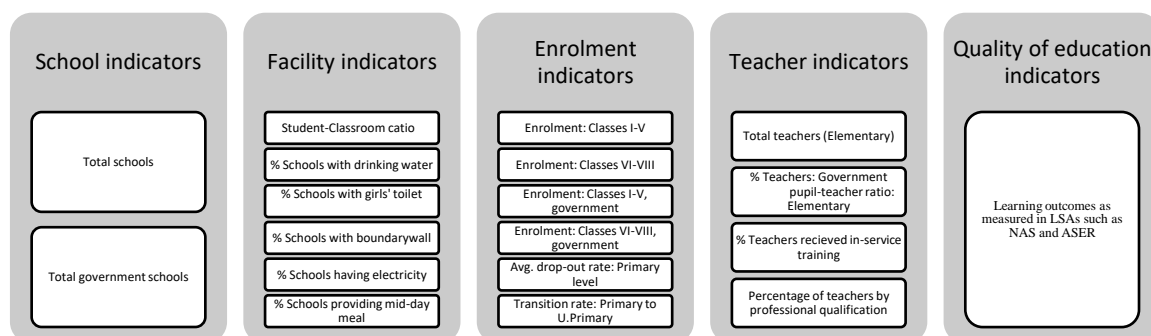 School indicators
Total schools
Total government schools
Facility indicators
Student-Classroom catio
% Schools with drinking water
% Schools with girls' toilet
% Schools with boundarywall
% Schools having electricity
% Schools providing mid-day
meal
Enrolment
indicators
Enrolment: Classes I-V
Enrolment: Classes VI-VIII
Enrolment: Classes I-V,
government
Enrolment: Classes VI-VIII,
government
Avg. drop-out rate: Primary
level
Transition rate: Primary to
U.Primary
Teacher indicators
Total teachers (Elementary)
% Teachers: Government
pupil-teacher ratio:
Elementary
% Teachers recieved in-service
training
Percentage of teachers by
professional qualification
Quality of education
indicators
Learning outcomes as
measured in LSAs such as
NAS and ASER